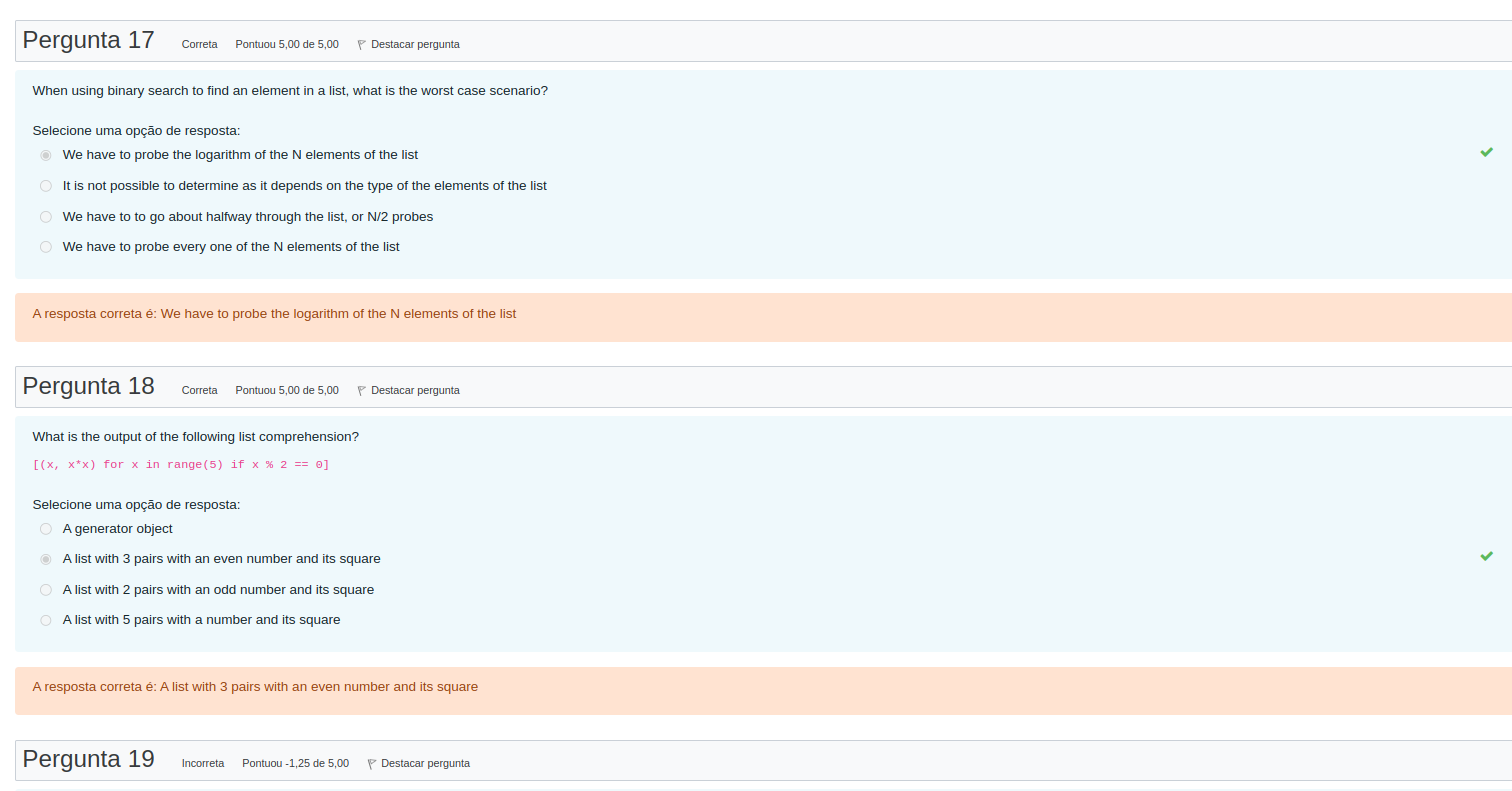 Pergunta 17 Correta Pontuou 5,00 de 5,00 Destacar pergunta
When using binary search to find an element in a list, what is the worst case scenario?
Selecione uma opção de resposta:
We have to probe the logarithm of the N elements of the list
It is not possible to determine as it depends on the type of the elements of the list
We have to to go about halfway through the list, or N/2 probes
We have to probe every one of the N elements of the list
A resposta correta é: We have to probe the logarithm of the N elements of the list
Pergunta 18 Correta Pontuou 5,00 de 5,00 Destacar pergunta
What is the output of the following list comprehension?
[(x, x*x) for x in range(5) if x % 2 == 0]
Selecione uma opção de resposta:
A generator object
A list with 3 pairs with an even number and its square
A list with 2 pairs with an odd number and its square
A list with 5 pairs with a number and its square
A resposta correta é: A list with 3 pairs with an even number and its square
Pergunta 19 Incorreta Pontuou -1,25 de 5,00 Destacar pergunta